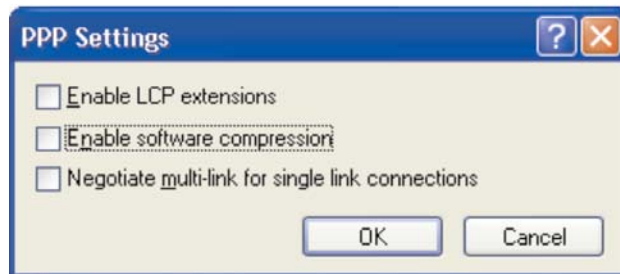 PPP Settings
Enable LCP extensions
Enable software compression
Negotiate multi-link for single link connections
OK Cancel